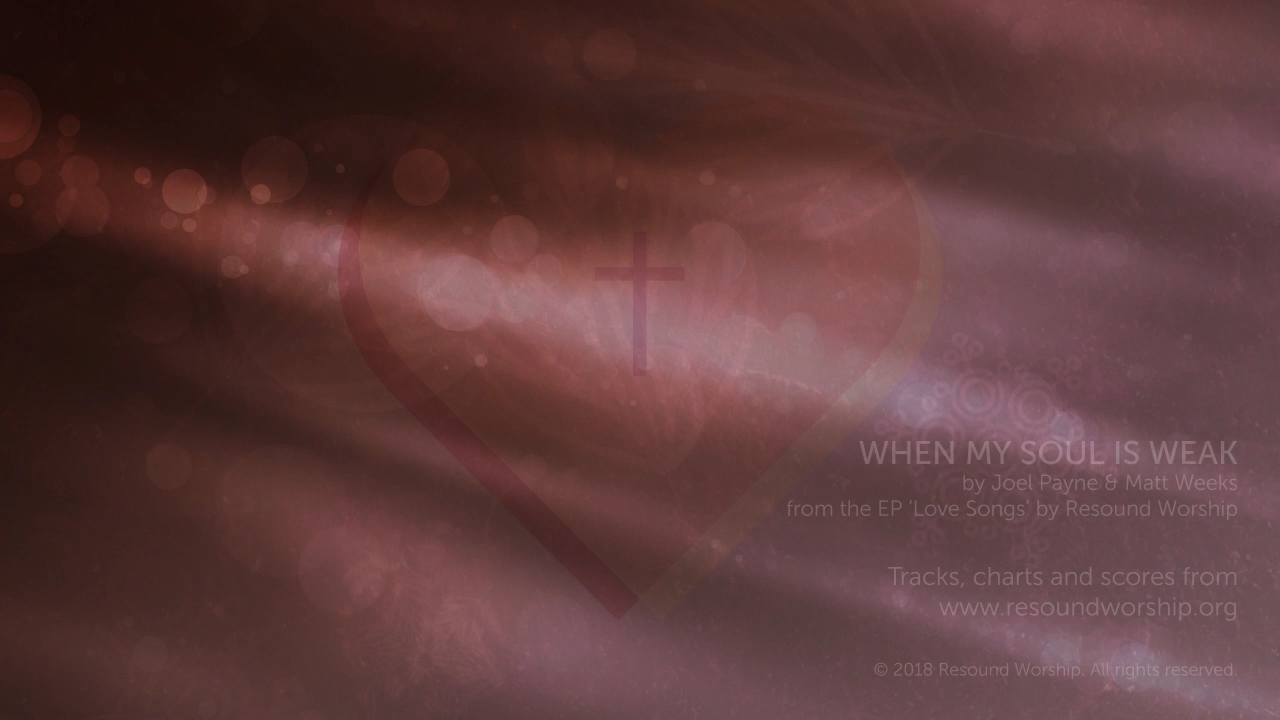 WHEN MY SOUL IS WEAK
by Joel Payne & Matt Weeks
from the EP 'Love Songs' by Resound Worship
Tracks, charts and scores from
www.resoundworship.org
© 2018 Resound Worship. All rights reserved.